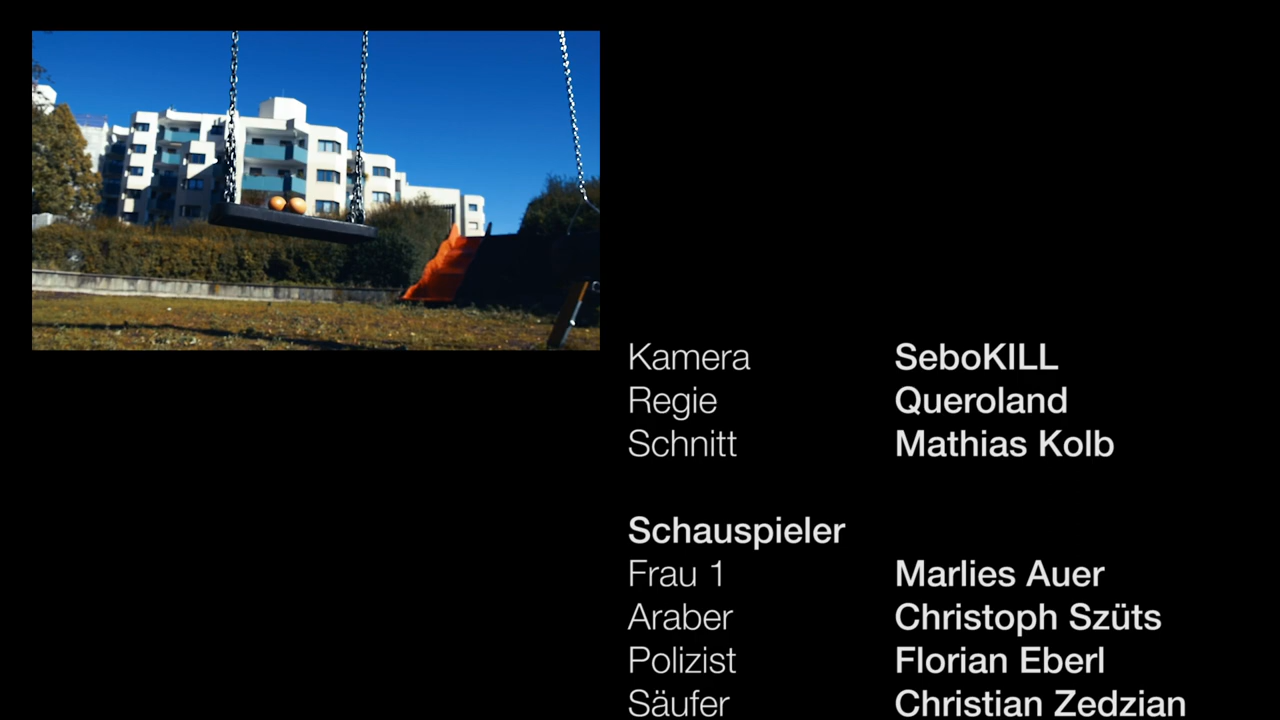 Kamera SeboKILL
Regie Queroland
Schnitt Mathias Kolb
Schauspieler
Frau 1 Marlies Auer
Araber Christoph Szüts
Polizist Florian Eberl
Säufer Christian Zedzian